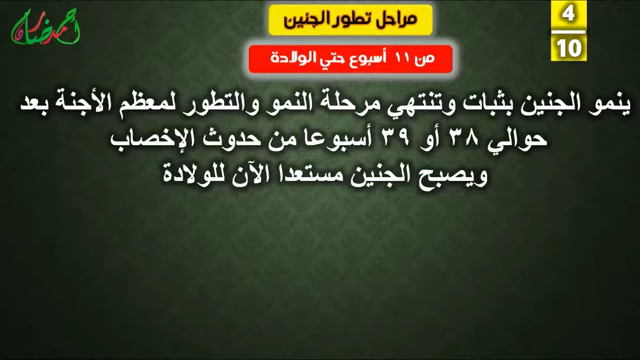 مراحل تطور الجنين
4
10
من ١١ أسبوع حتي الولادة
ينمو الجنين بثبات وتنتهي مرحلة النمو والتطور لمعظم الأجنة بعد
حوالي ٣٨ أو ٣٩ أسبوعا من حدوث الإخصاب
ويصبح الجنين مستعدا الآن للولادة